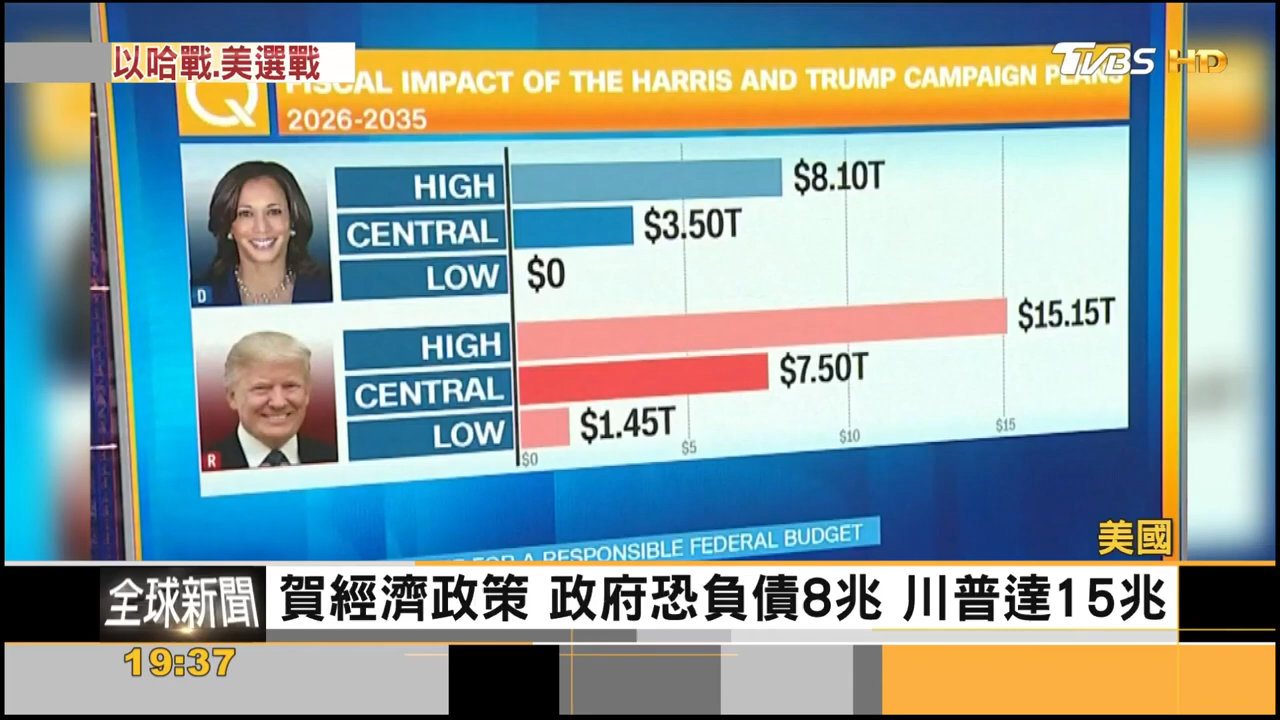 以哈戰.美選戰
TVBS HD
Q
FISCAL IMPACT OF THE HARRIS AND TRUMP CAMPAIGN PLANS
2026-2035
HIGH $8.10T
CENTRAL $3.50T
LOW $0
D
HIGH $15.15T
CENTRAL $7.50T
LOW $1.45T
R
$0 $5 $10 $15
FOR A RESPONSIBLE FEDERAL BUDGET
美國
全球新聞
賀經濟政策 政府恐負債8兆 川普達15兆
19:37